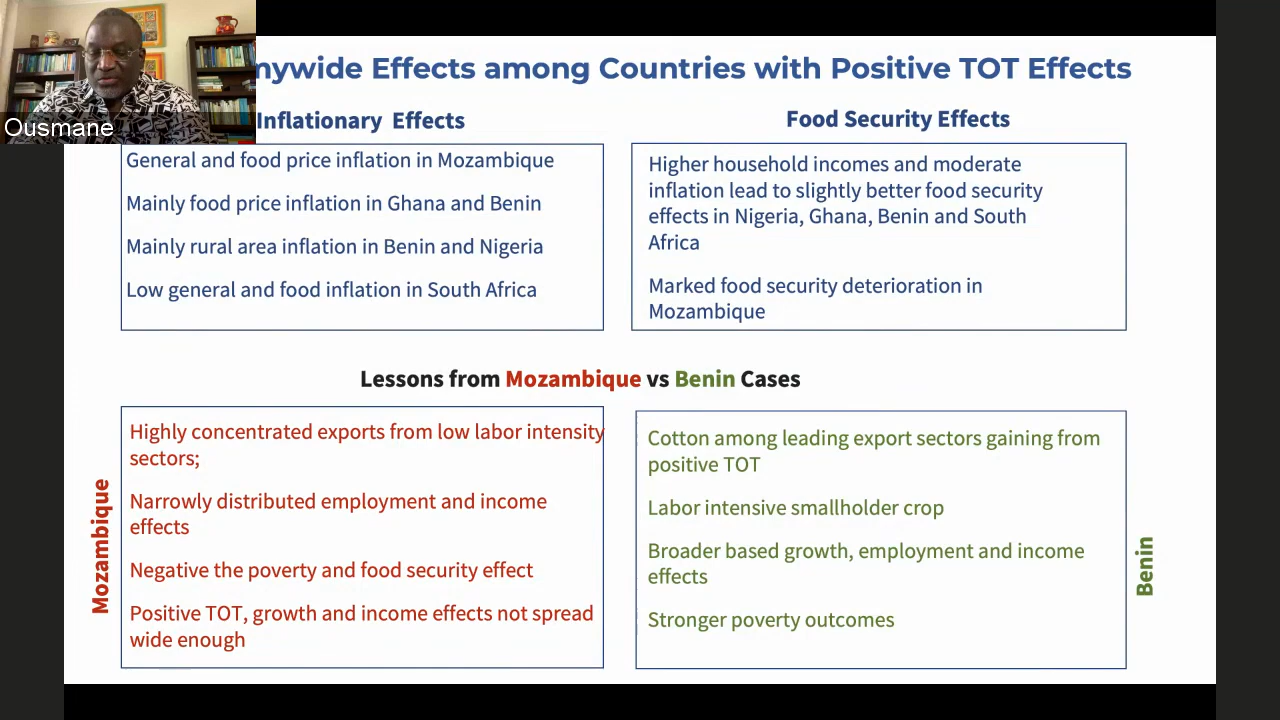 Ousmane
nywide Effects among Countries with Positive TOT Effects
Inflationary Effects
General and food price inflation in Mozambique
Mainly food price inflation in Ghana and Benin
Mainly rural area inflation in Benin and Nigeria
Low general and food inflation in South Africa
Food Security Effects
Higher household incomes and moderate
inflation lead to slightly better food security
effects in Nigeria, Ghana, Benin and South
Africa
Marked food security deterioration in
Mozambique
Lessons from Mozambique vs Benin Cases
Mozambique
Highly concentrated exports from low labor intensity
sectors;
Narrowly distributed employment and income
effects
Negative the poverty and food security effect
Positive TOT, growth and income effects not spread
wide enough
Cotton among leading export sectors gaining from
positive TOT
Labor intensive smallholder crop
Broader based growth, employment and income
effects
Stronger poverty outcomes
Benin